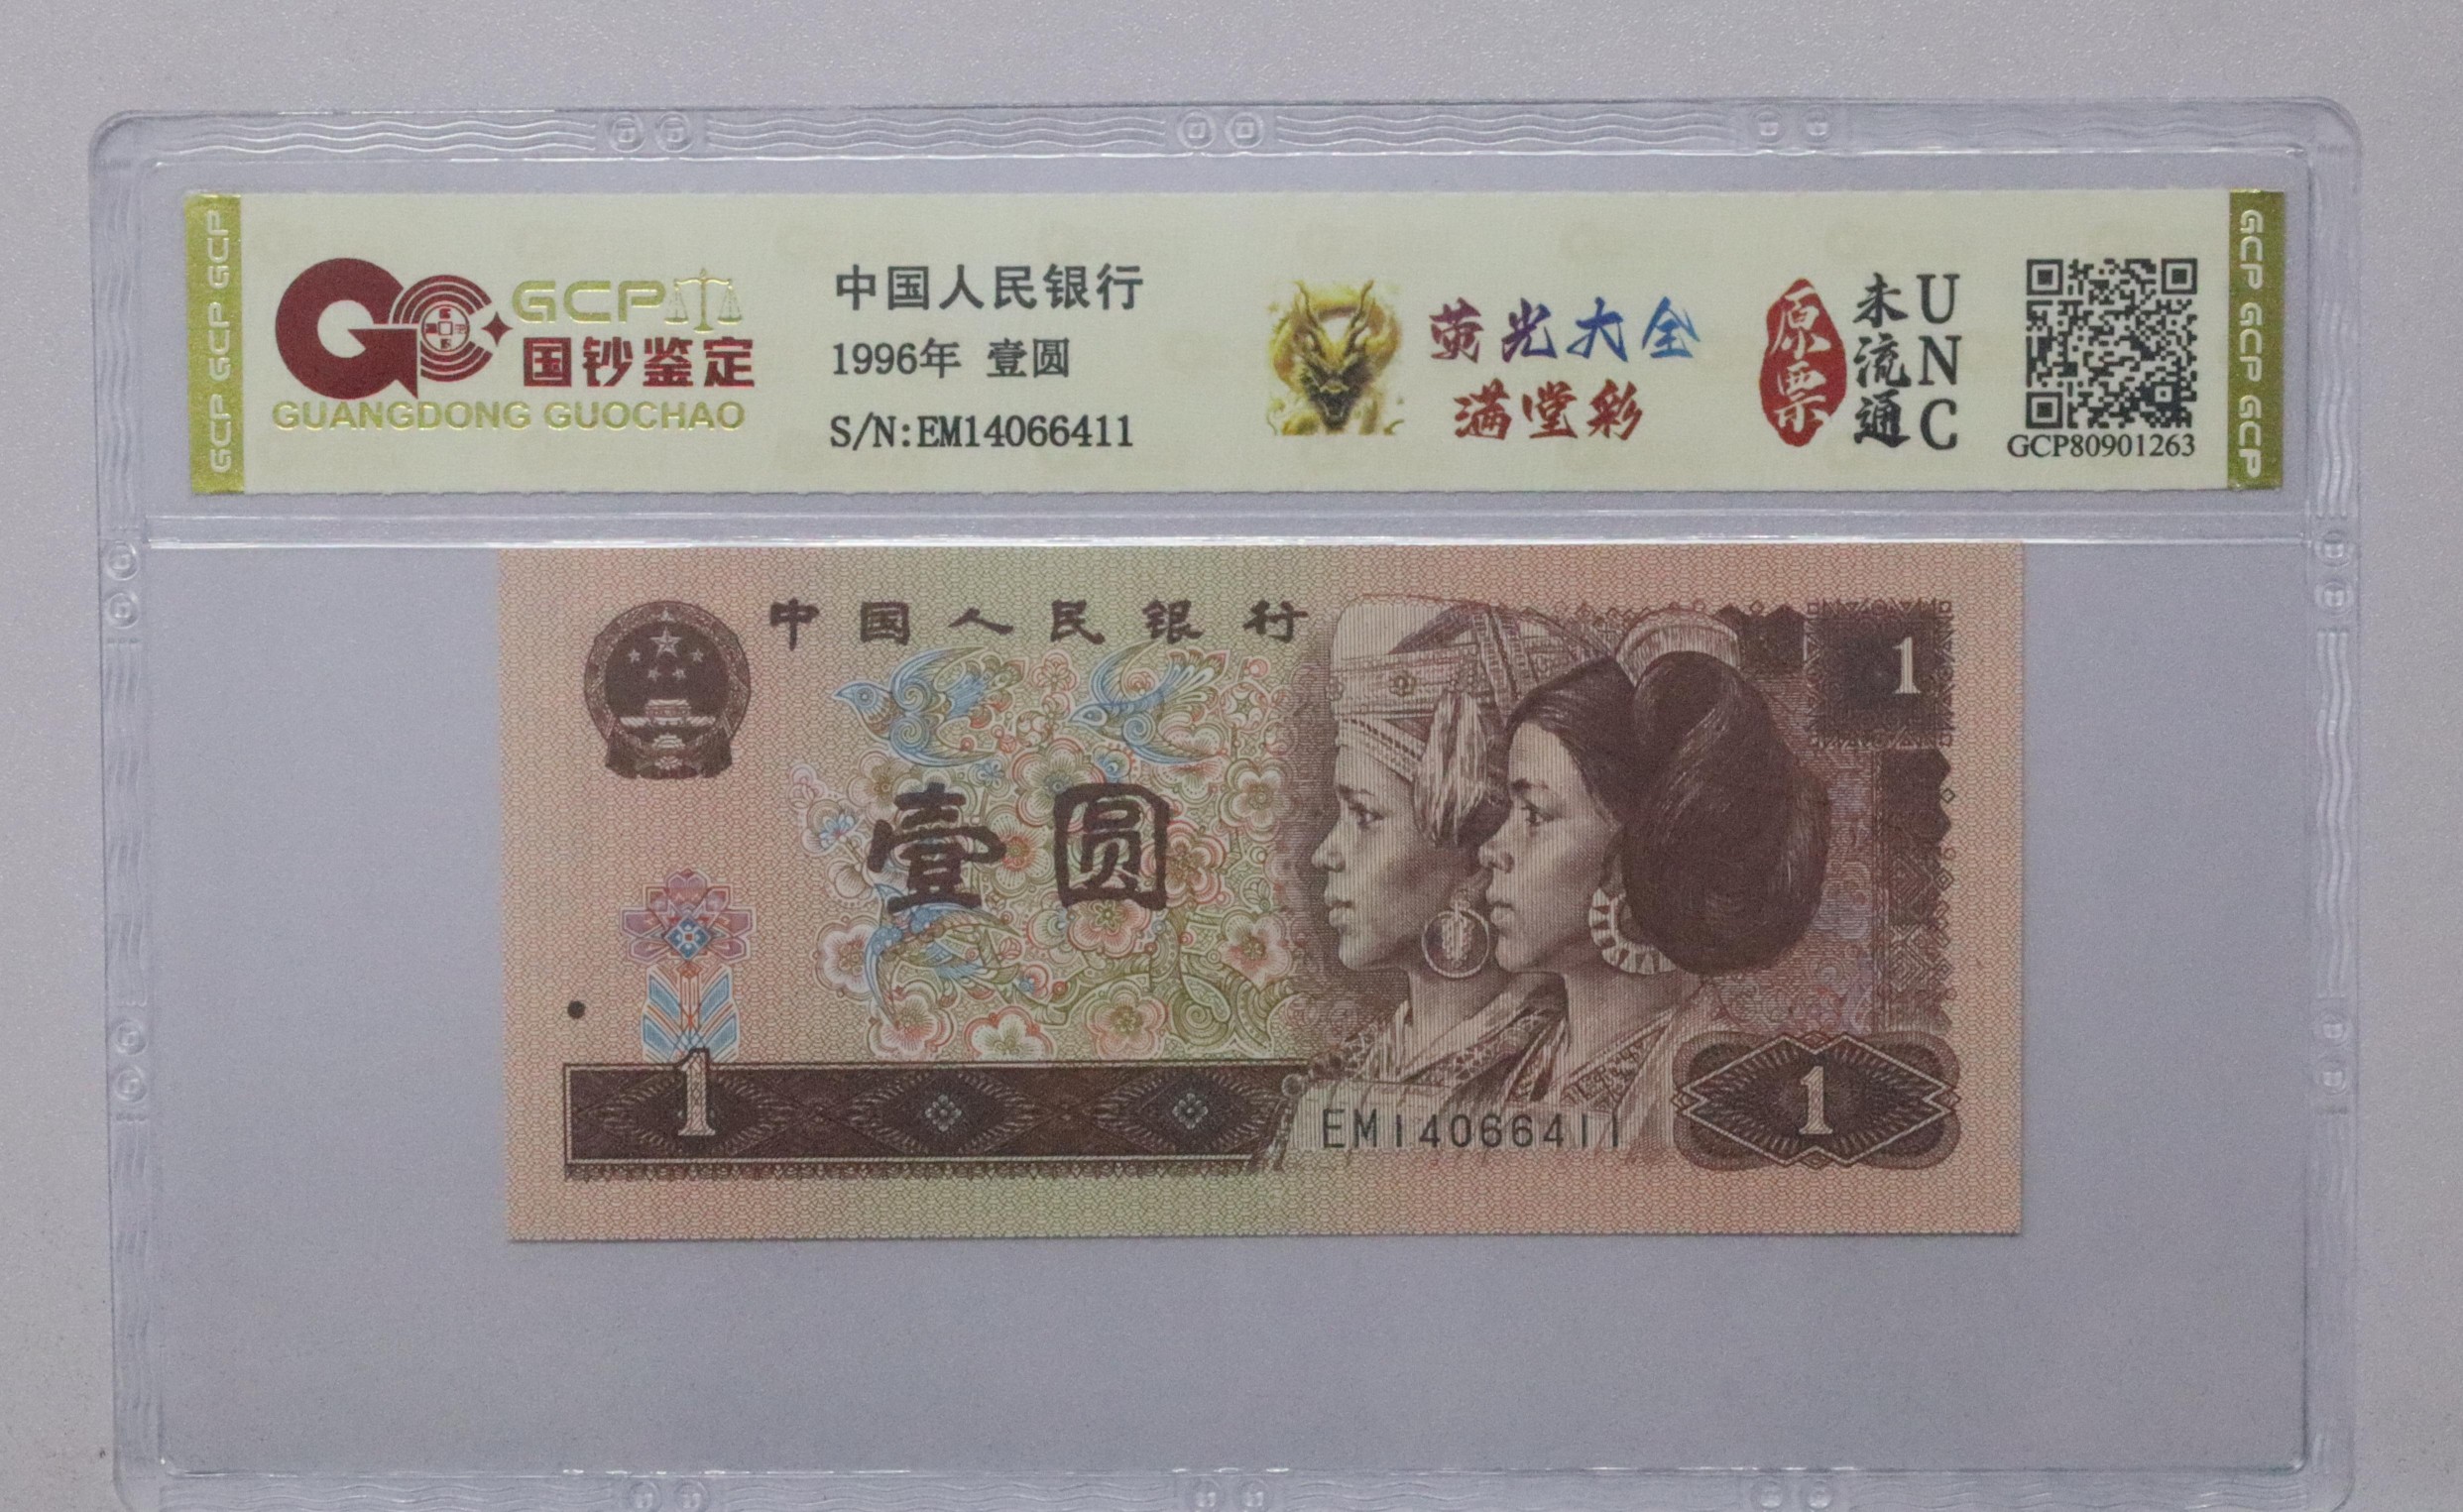 GCP GCP GCP
GCP
国钞鉴定
GUANGDONG GUOCHAO
中国人民银行
1996年 壹圆
S/N:EM14066411
荧光大全
满堂彩
原票
未流通
UNC
GCP80901263
GCP GCP GCP
中国人民银行
1
壹圆
1
EM14066411
1